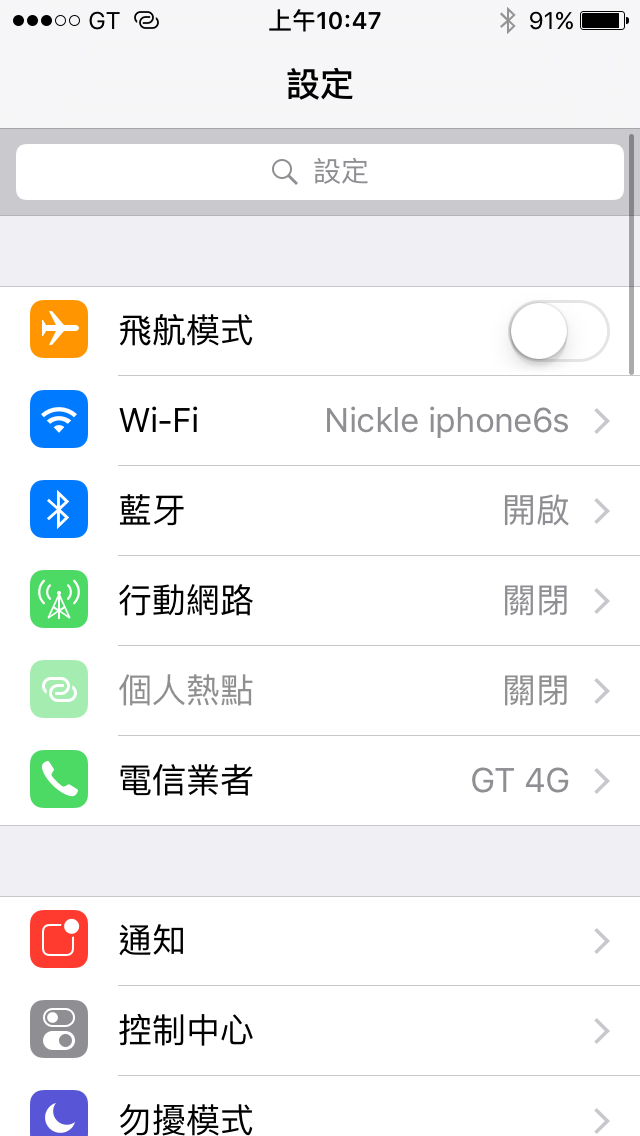 GT 上午10:47 91%
設定
設定
飛航模式
Wi-Fi Nickle iphone6s
藍牙 開啟
行動網路 關閉
個人熱點 關閉
電信業者 GT 4G
通知
控制中心
勿擾模式